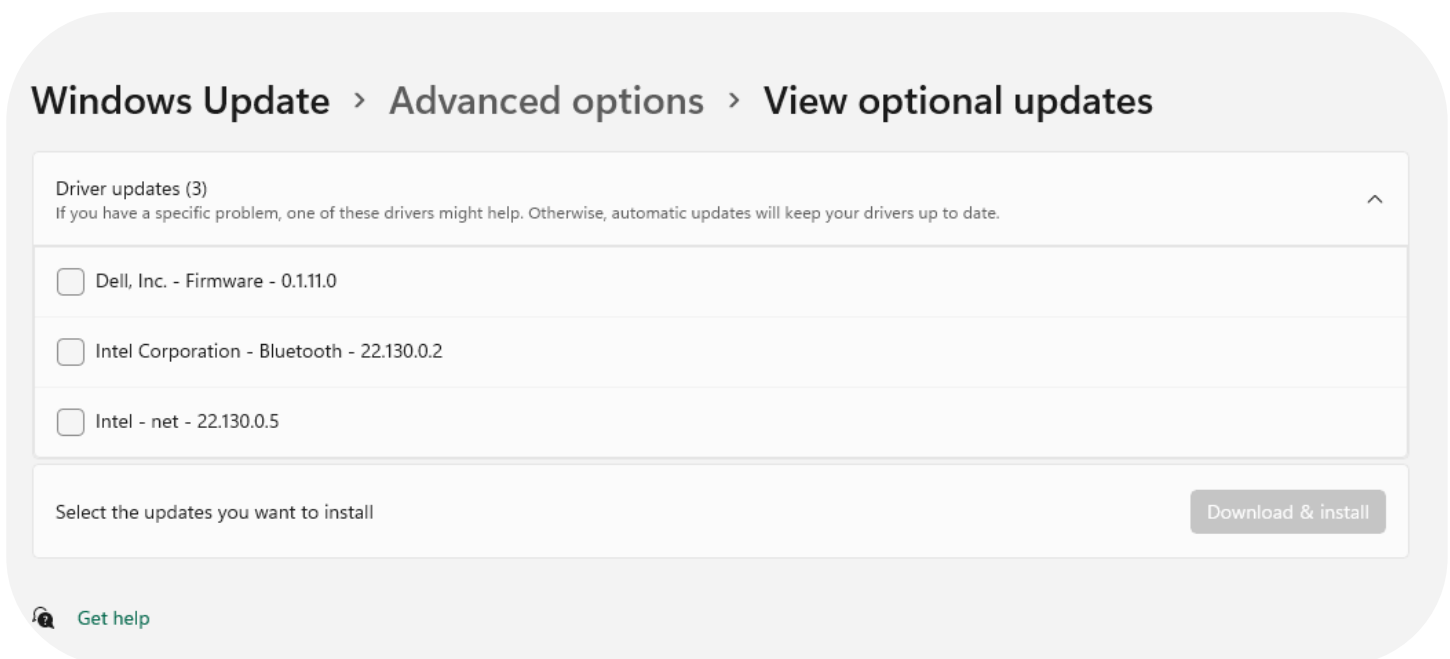 Windows Update > Advanced options > View optional updates
Driver updates (3)
If you have a specific problem, one of these drivers might help. Otherwise, automatic updates will keep your drivers up to date.
Dell, Inc. - Firmware - 0.1.11.0
Intel Corporation - Bluetooth - 22.130.0.2
Intel - net - 22.130.0.5
Select the updates you want to install
Download & install
Get help